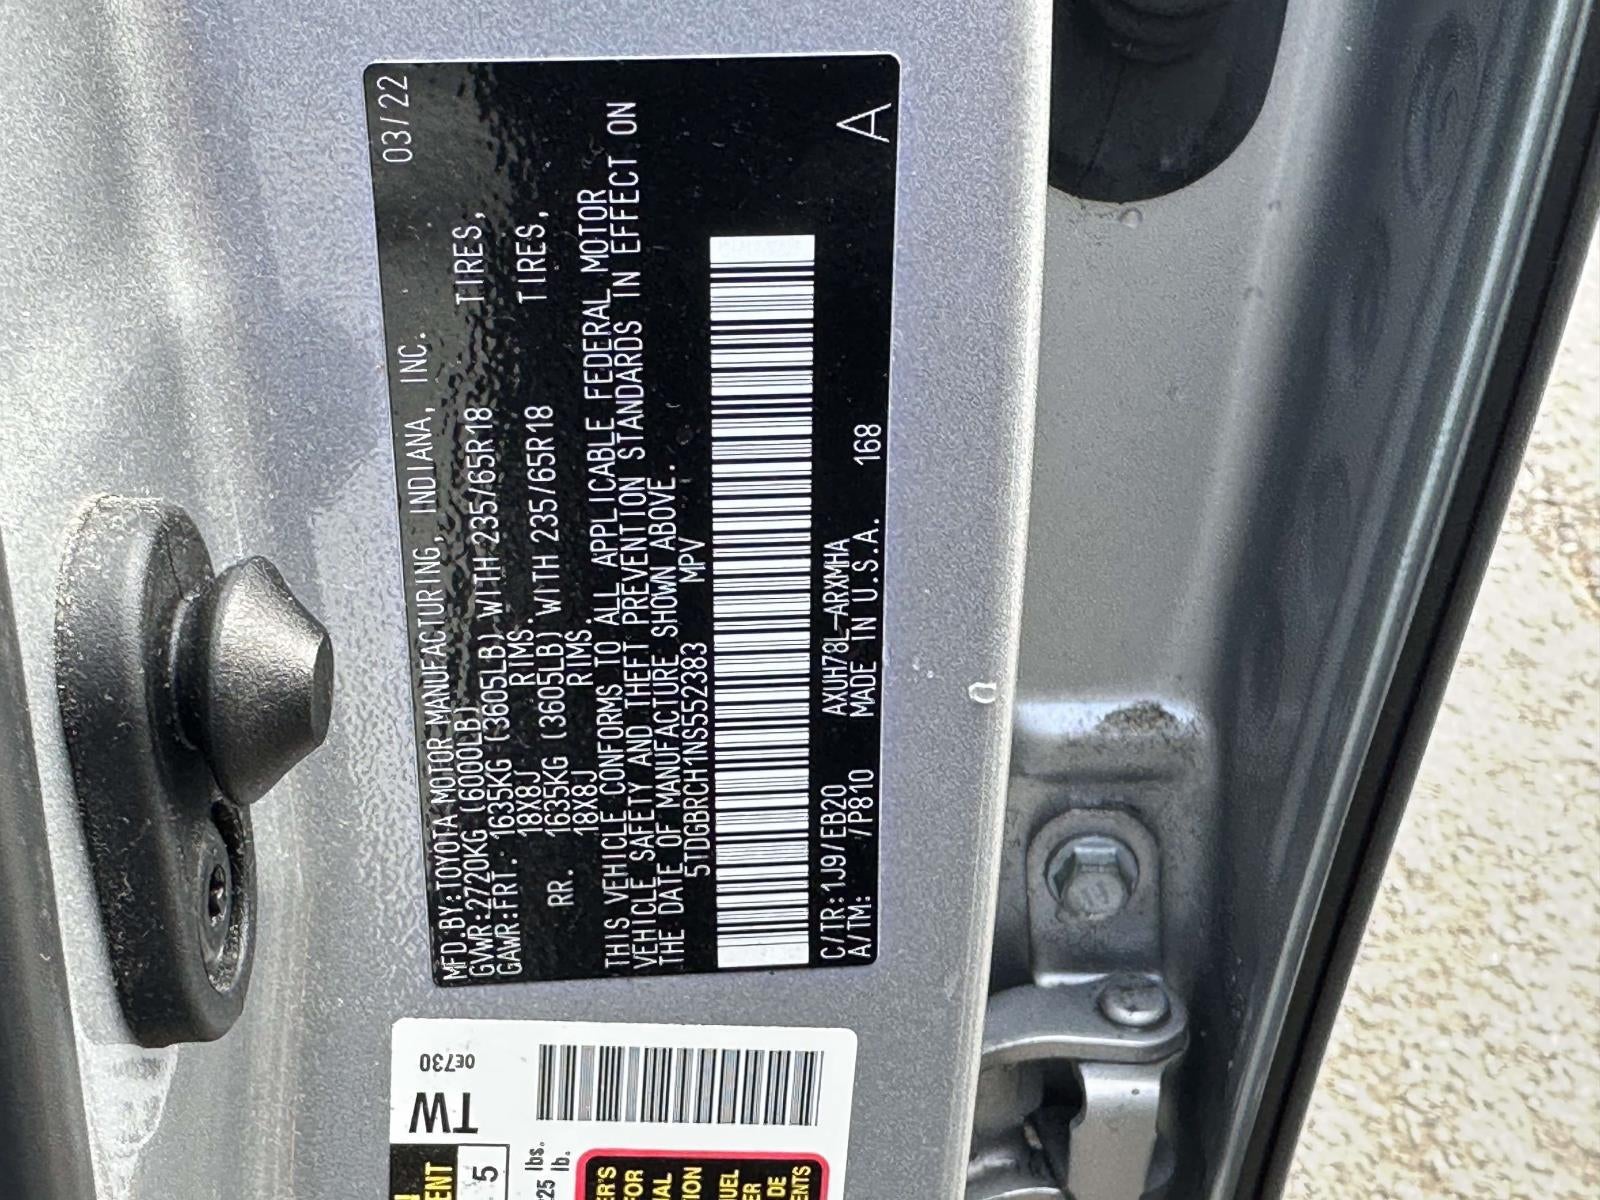 MFD.BY:TOYOTA MOTOR MANUFACTURING, INDIANA, INC. 03/22
GVWR:2720KG(6000LB)
GAWR:FRT. 1635KG(3605LB)WITH 235/65R18 TIRES,
18X8J RIMS.
RR. 1635KG(3605LB)WITH 235/65R18 TIRES,
18X8J RIMS.
THIS VEHICLE CONFORMS TO ALL APPLICABLE FEDERAL MOTOR
VEHICLE SAFETY AND THEFT PREVENTION STANDARDS IN EFFECT ON
THE DATE OF MANUFACTURE SHOWN ABOVE.
5TDGBRCH1NS552383 MPV
C/TR:1J9/EB20 AXUH78L-ARXMHA
A/TM: /P810 MADE IN U.S.A. 168 A
TW
0E730
5
lbs.
lb.